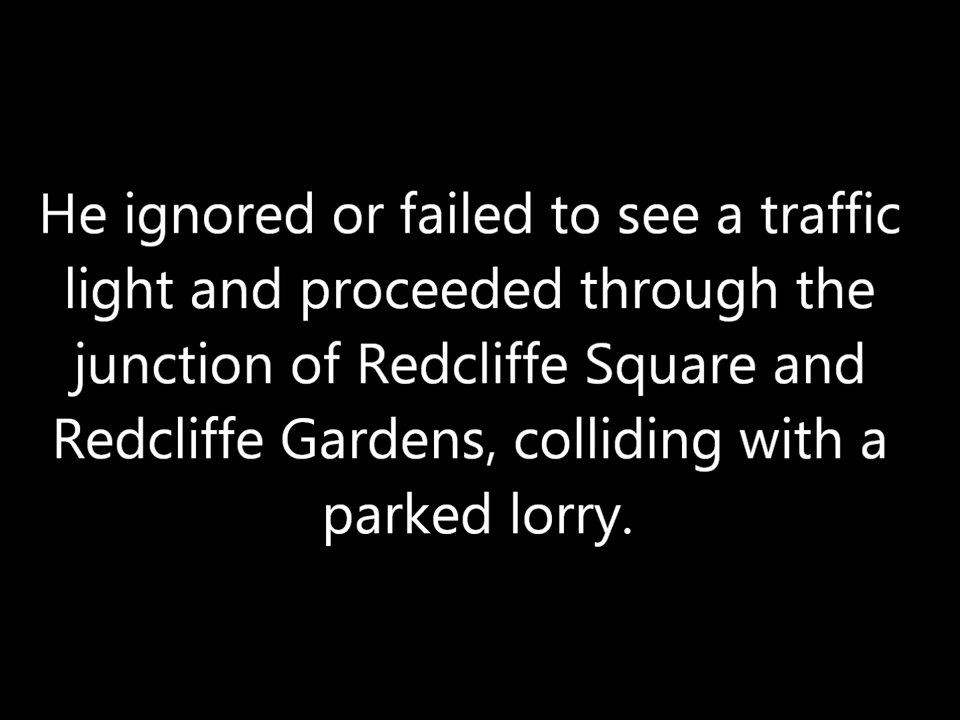 He ignored or failed to see a traffic
light and proceeded through the
junction of Redcliffe Square and
Redcliffe Gardens, colliding with a
parked lorry.